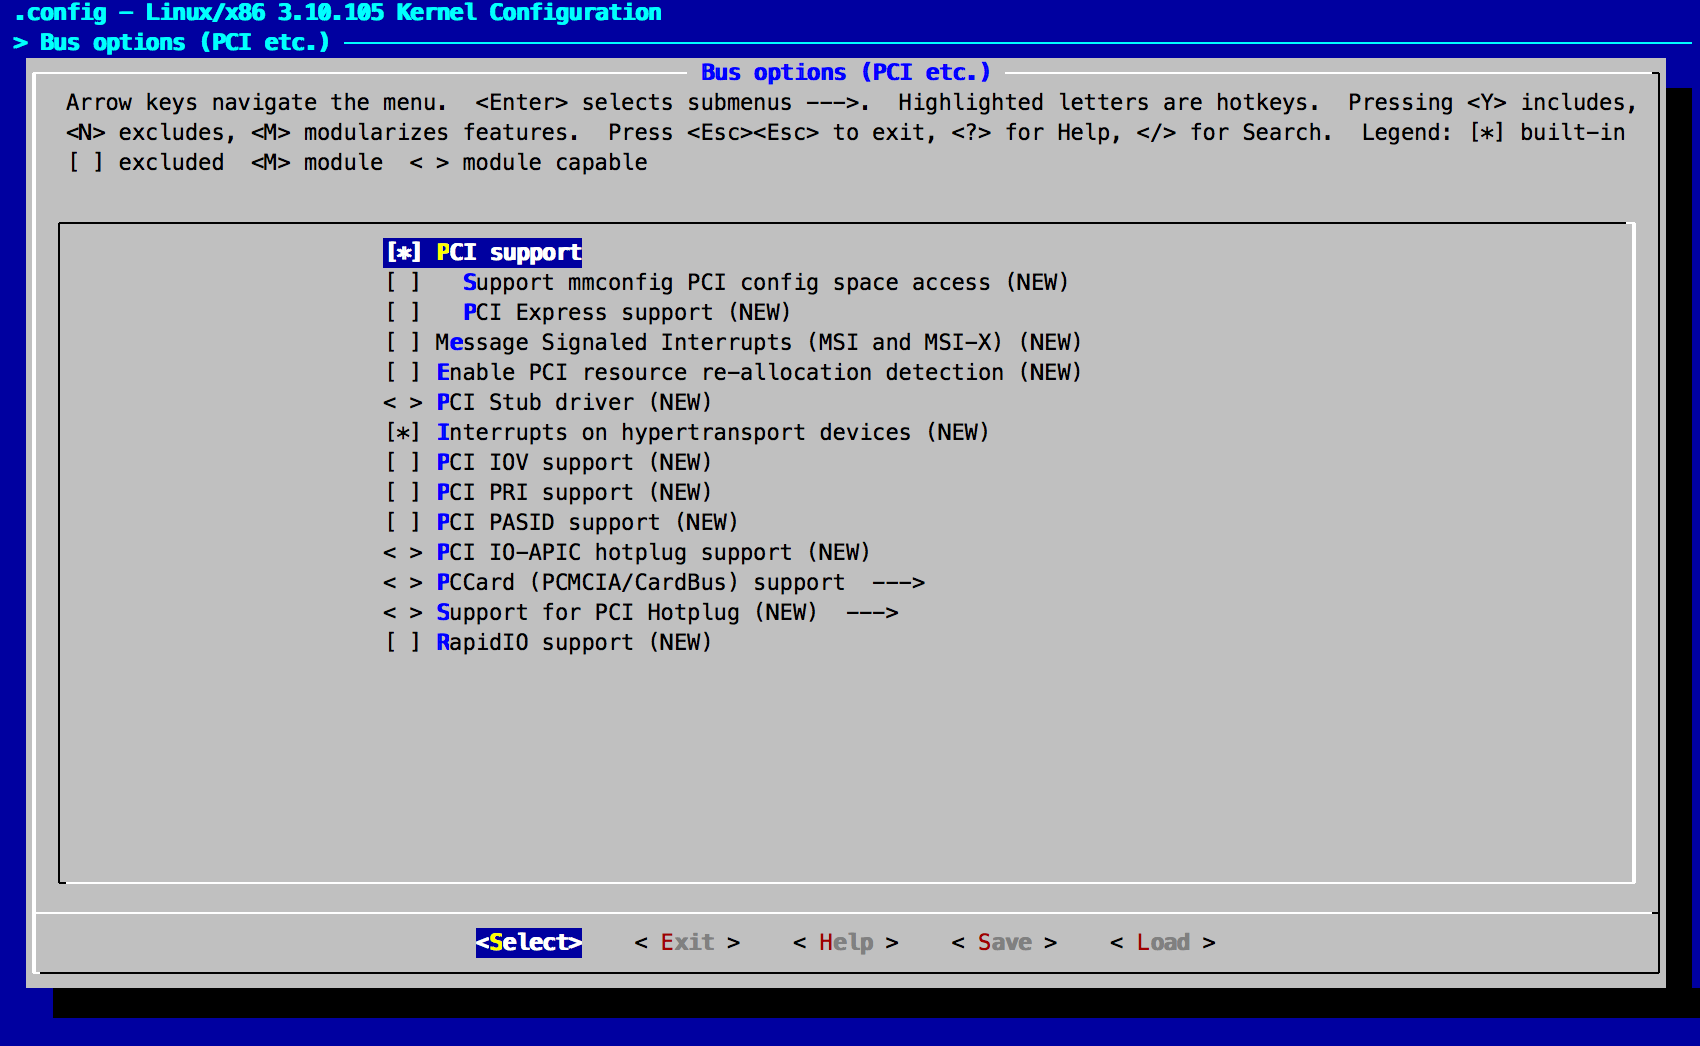 .config - Linux/x86 3.10.105 Kernel Configuration
> Bus options (PCI etc.)
Bus options (PCI etc.)
Arrow keys navigate the menu.  <Enter> selects submenus --->.  Highlighted letters are hotkeys.  Pressing <Y> includes,
<N> excludes, <M> modularizes features.  Press <Esc><Esc> to exit, <?> for Help, </> for Search.  Legend: [*] built-in
[ ] excluded  <M> module  < > module capable
[*] PCI support
[ ]   Support mmconfig PCI config space access (NEW)
[ ]   PCI Express support (NEW)
[ ] Message Signaled Interrupts (MSI and MSI-X) (NEW)
[ ] Enable PCI resource re-allocation detection (NEW)
< > PCI Stub driver (NEW)
[*] Interrupts on hypertransport devices (NEW)
[ ] PCI IOV support (NEW)
[ ] PCI PRI support (NEW)
[ ] PCI PASID support (NEW)
< > PCI IO-APIC hotplug support (NEW)
< > PCCard (PCMCIA/CardBus) support  --->
< > Support for PCI Hotplug (NEW)  --->
[ ] RapidIO support (NEW)
<Select>    < Exit >    < Help >    < Save >    < Load >